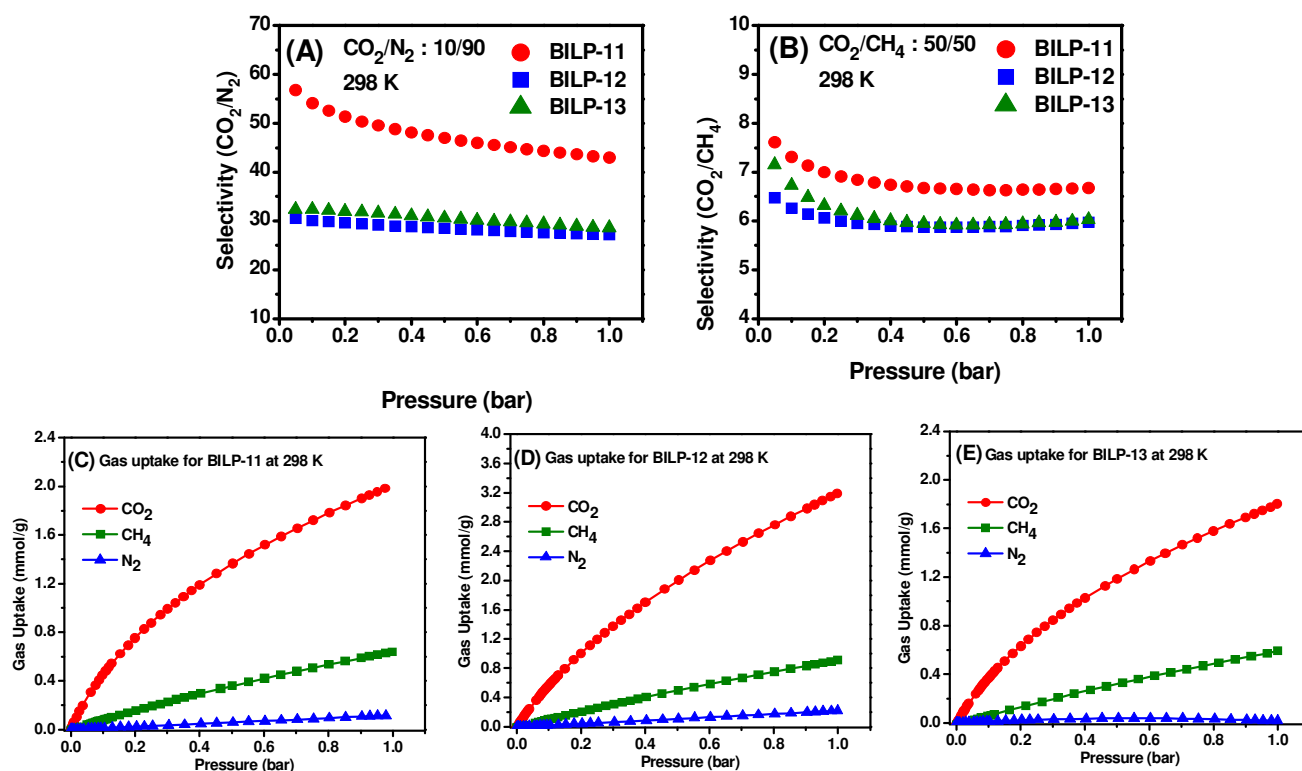 (A)
CO2/N2 : 10/90
298 K
BILP-11
BILP-12
BILP-13
Selectivity (CO2/N2)
70
60
50
40
30
20
10
0.0 0.2 0.4 0.6 0.8 1.0
(B)
CO2/CH4 : 50/50
298 K
BILP-11
BILP-12
BILP-13
Selectivity (CO2/CH4)
10
9
8
7
6
5
4
0.0 0.2 0.4 0.6 0.8 1.0
Pressure (bar)
Pressure (bar)
(C) Gas uptake for BILP-11 at 298 K
CO2
CH4
N2
Gas Uptake (mmol/g)
2.4
2.0
1.6
1.2
0.8
0.4
0.0
0.0 0.2 0.4 0.6 0.8 1.0
Pressure (bar)
(D) Gas uptake for BILP-12 at 298 K
CO2
CH4
N2
Gas Uptake (mmol/g)
4.0
3.6
3.2
2.8
2.4
2.0
1.6
1.2
0.8
0.4
0.0
0.0 0.2 0.4 0.6 0.8 1.0
Pressure (bar)
(E) Gas uptake for BILP-13 at 298 K
CO2
CH4
N2
Gas Uptake (mmol/g)
2.4
2.0
1.6
1.2
0.8
0.4
0.0
0.0 0.2 0.4 0.6 0.8 1.0
Pressure (bar)